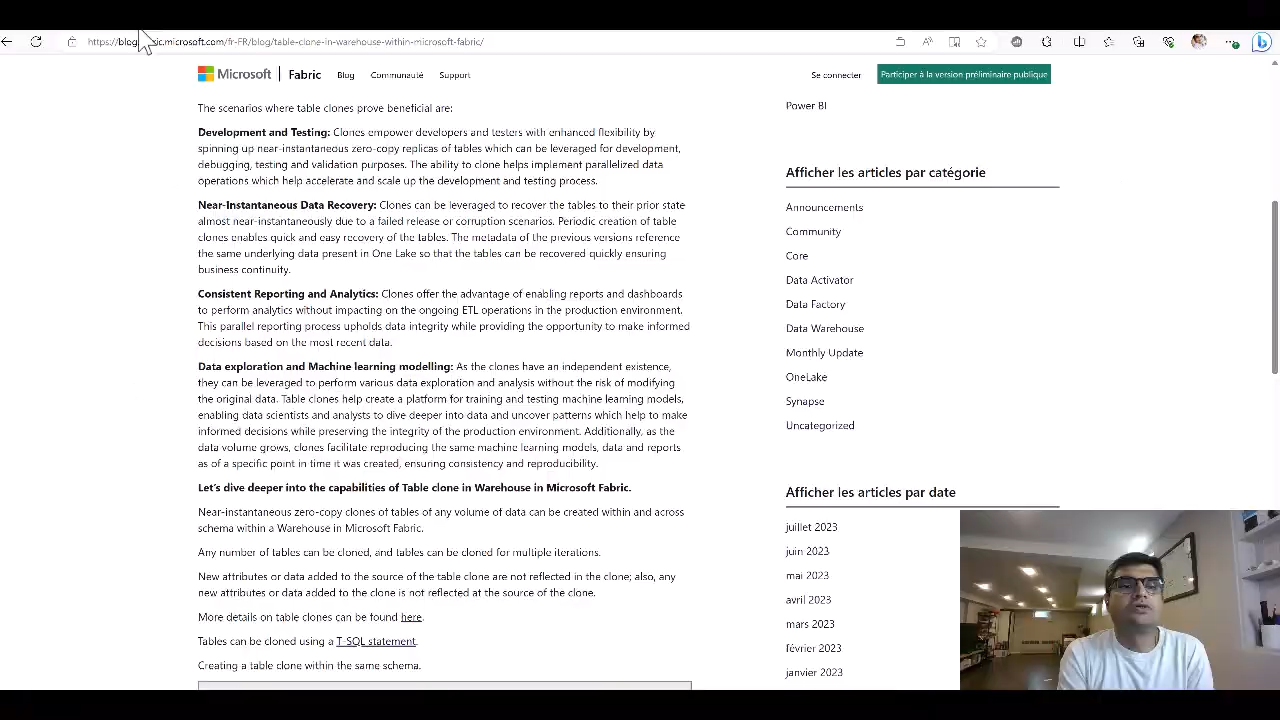 https://blog.fabric.microsoft.com/fr-FR/blog/table-clone-in-warehouse-within-microsoft-fabric/
Microsoft | Fabric Blog Communauté Support Se connecter Participer à la version préliminaire publique
The scenarios where table clones prove beneficial are:
Development and Testing: Clones empower developers and testers with enhanced flexibility by
spinning up near-instantaneous zero-copy replicas of tables which can be leveraged for development,
debugging, testing and validation purposes. The ability to clone helps implement parallelized data
operations which help accelerate and scale up the development and testing process.
Near-Instantaneous Data Recovery: Clones can be leveraged to recover the tables to their prior state
almost near-instantaneously due to a failed release or corruption scenarios. Periodic creation of table
clones enables quick and easy recovery of the tables. The metadata of the previous versions reference
the same underlying data present in One Lake so that the tables can be recovered quickly ensuring
business continuity.
Consistent Reporting and Analytics: Clones offer the advantage of enabling reports and dashboards
to perform analytics without impacting on the ongoing ETL operations in the production environment.
This parallel reporting process upholds data integrity while providing the opportunity to make informed
decisions based on the most recent data.
Data exploration and Machine learning modelling: As the clones have an independent existence,
they can be leveraged to perform various data exploration and analysis without the risk of modifying
the original data. Table clones help create a platform for training and testing machine learning models,
enabling data scientists and analysts to dive deeper into data and uncover patterns which help to make
informed decisions while preserving the integrity of the production environment. Additionally, as the
data volume grows, clones facilitate reproducing the same machine learning models, data and reports
as of a specific point in time it was created, ensuring consistency and reproducibility.
Let's dive deeper into the capabilities of Table clone in Warehouse in Microsoft Fabric.
Near-instantaneous zero-copy clones of tables of any volume of data can be created within and across
schema within a Warehouse in Microsoft Fabric.
Any number of tables can be cloned, and tables can be cloned for multiple iterations.
New attributes or data added to the source of the table clone are not reflected in the clone; also, any
new attributes or data added to the clone is not reflected at the source of the clone.
More details on table clones can be found here.
Tables can be cloned using a T-SQL statement.
Creating a table clone within the same schema.
Power BI
Afficher les articles par catégorie
Announcements
Community
Core
Data Activator
Data Factory
Data Warehouse
Monthly Update
OneLake
Synapse
Uncategorized
Afficher les articles par date
juillet 2023
juin 2023
mai 2023
avril 2023
mars 2023
février 2023
janvier 2023